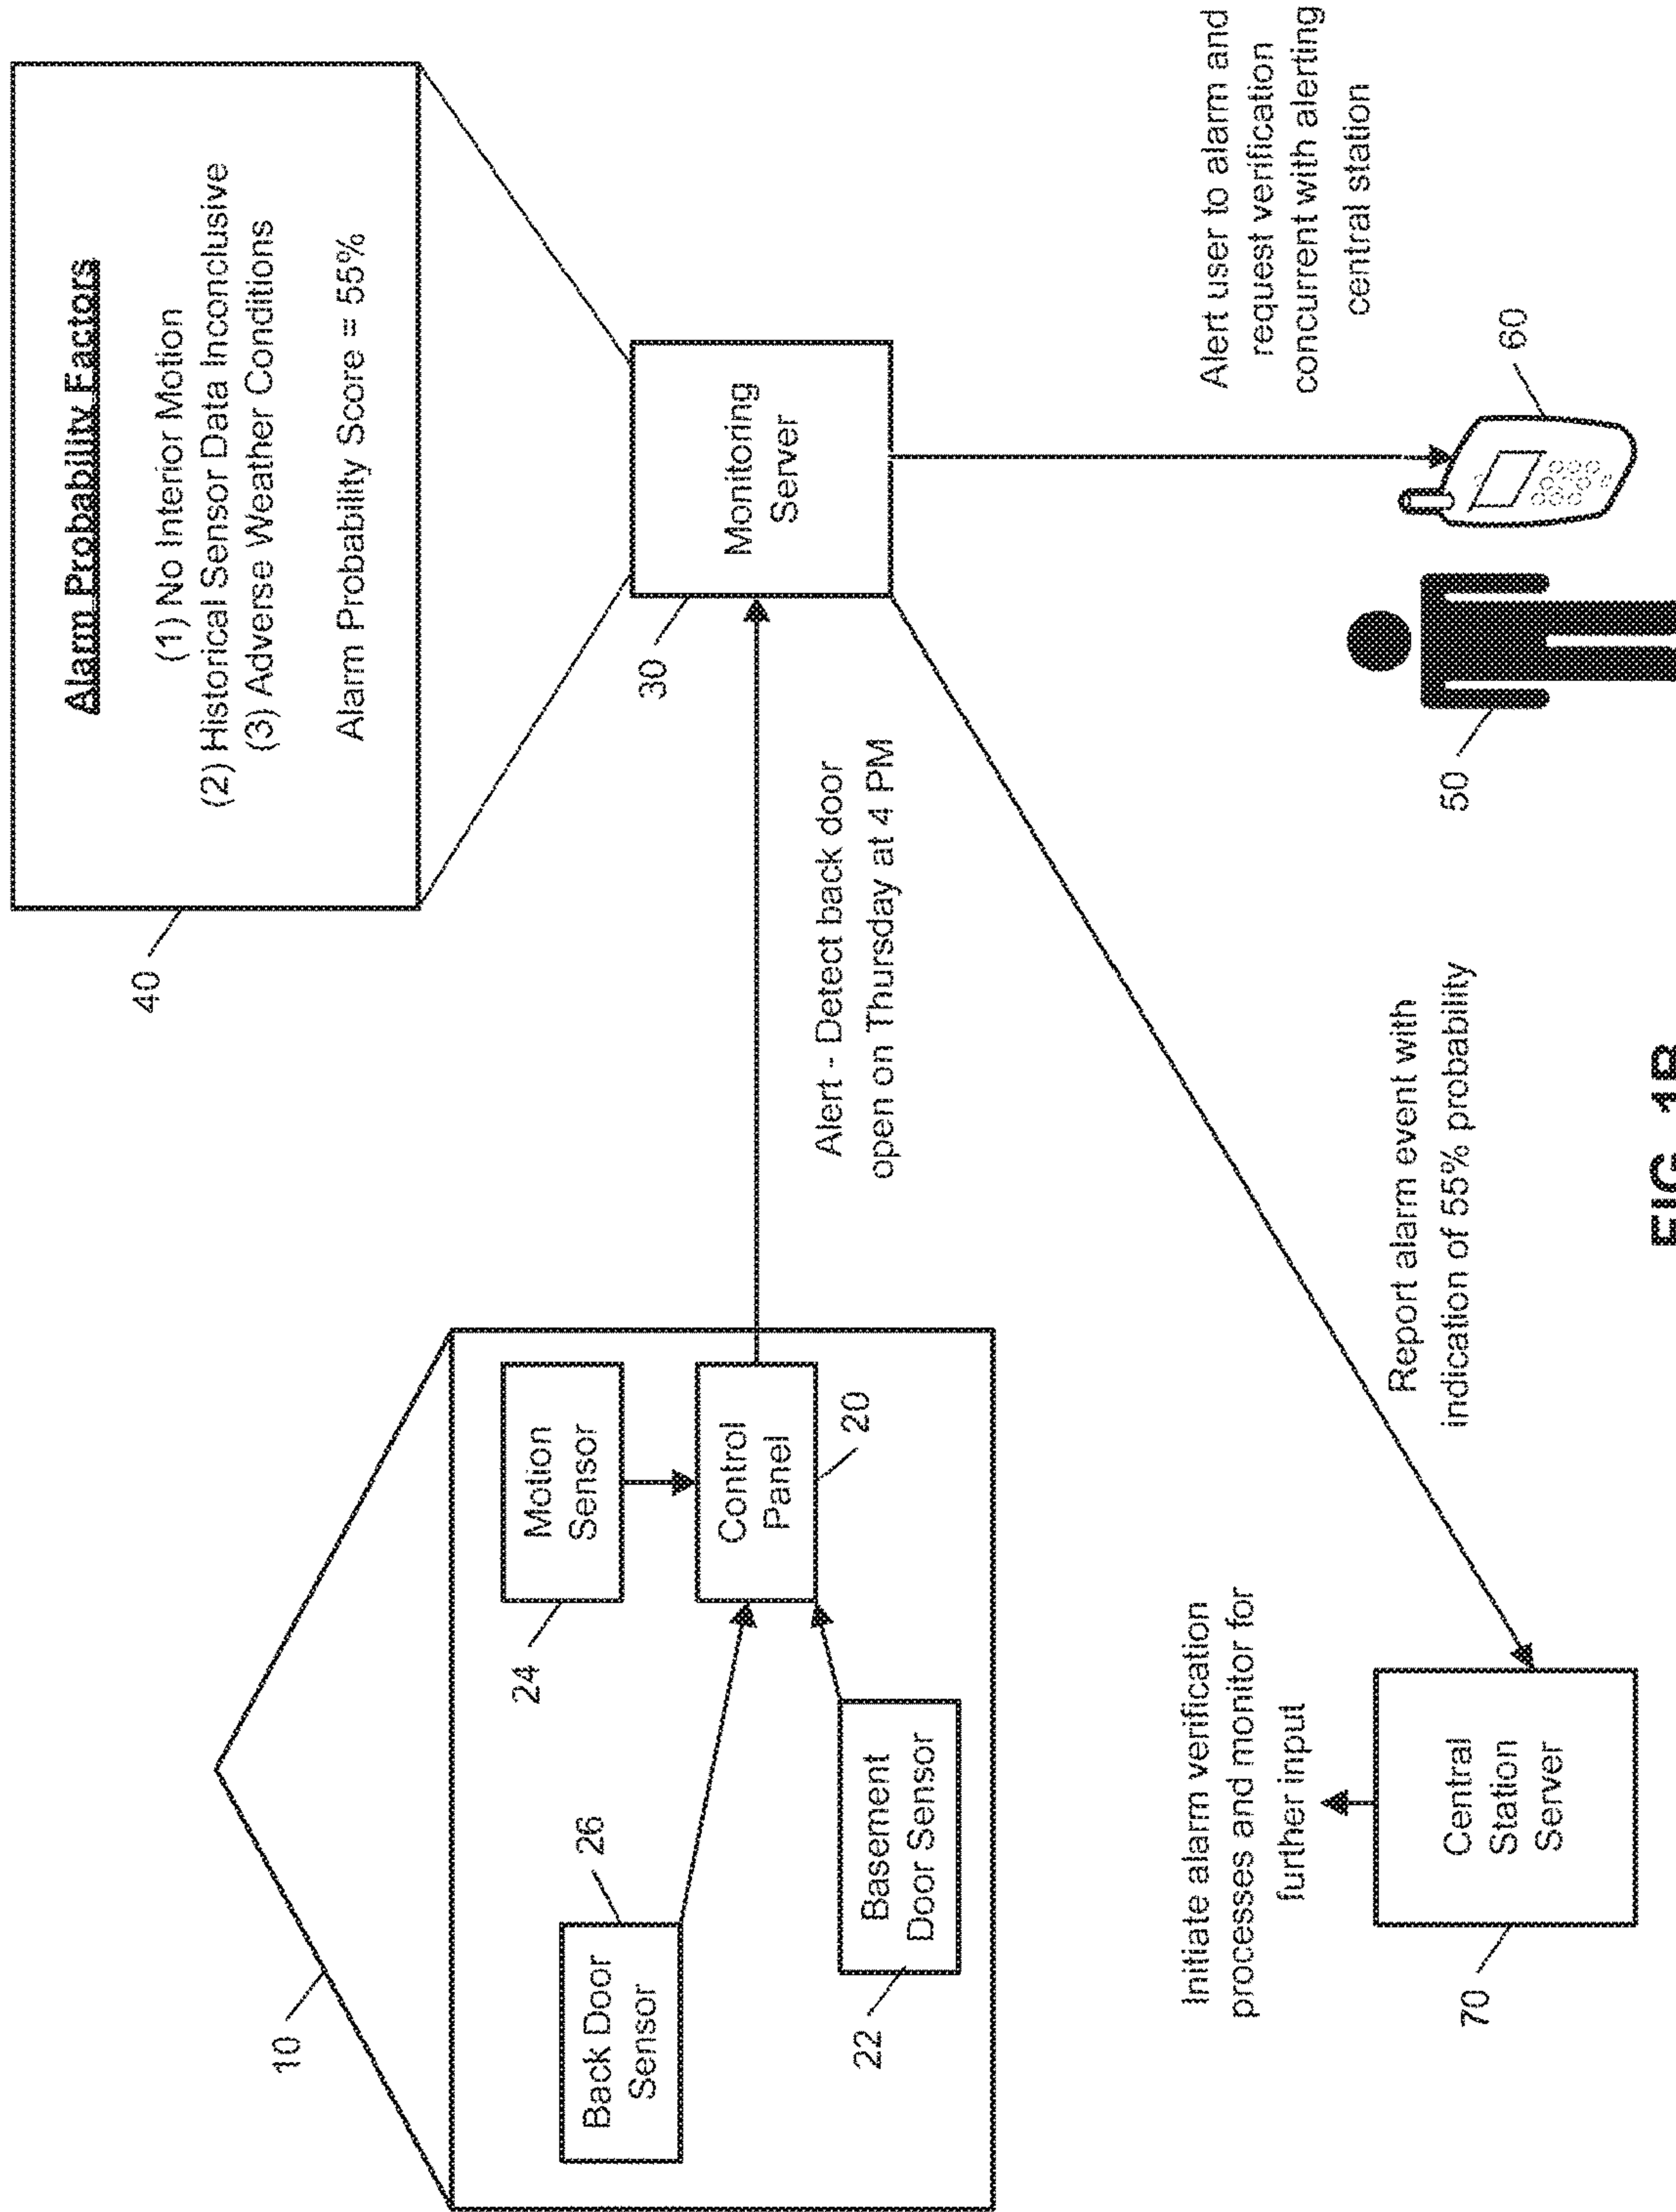 10
Back Door
Sensor
26
Motion
Sensor
24
Control
Panel
20
Basement
Door Sensor
22
Alert - Detect back door
open on Thursday at 4 PM
40
Alarm Probability Factors
(1) No Interior Motion
(2) Historical Sensor Data Inconclusive
(3) Adverse Weather Conditions
Alarm Probability Score = 55%
30
Monitoring
Server
Initiate alarm verification
processes and monitor for
further input
Central
Station
Server
70
Report alarm event with
indication of 55% probability
50
60
Alert user to alarm and
request verification
concurrent with alerting
central station
FIG. 1B